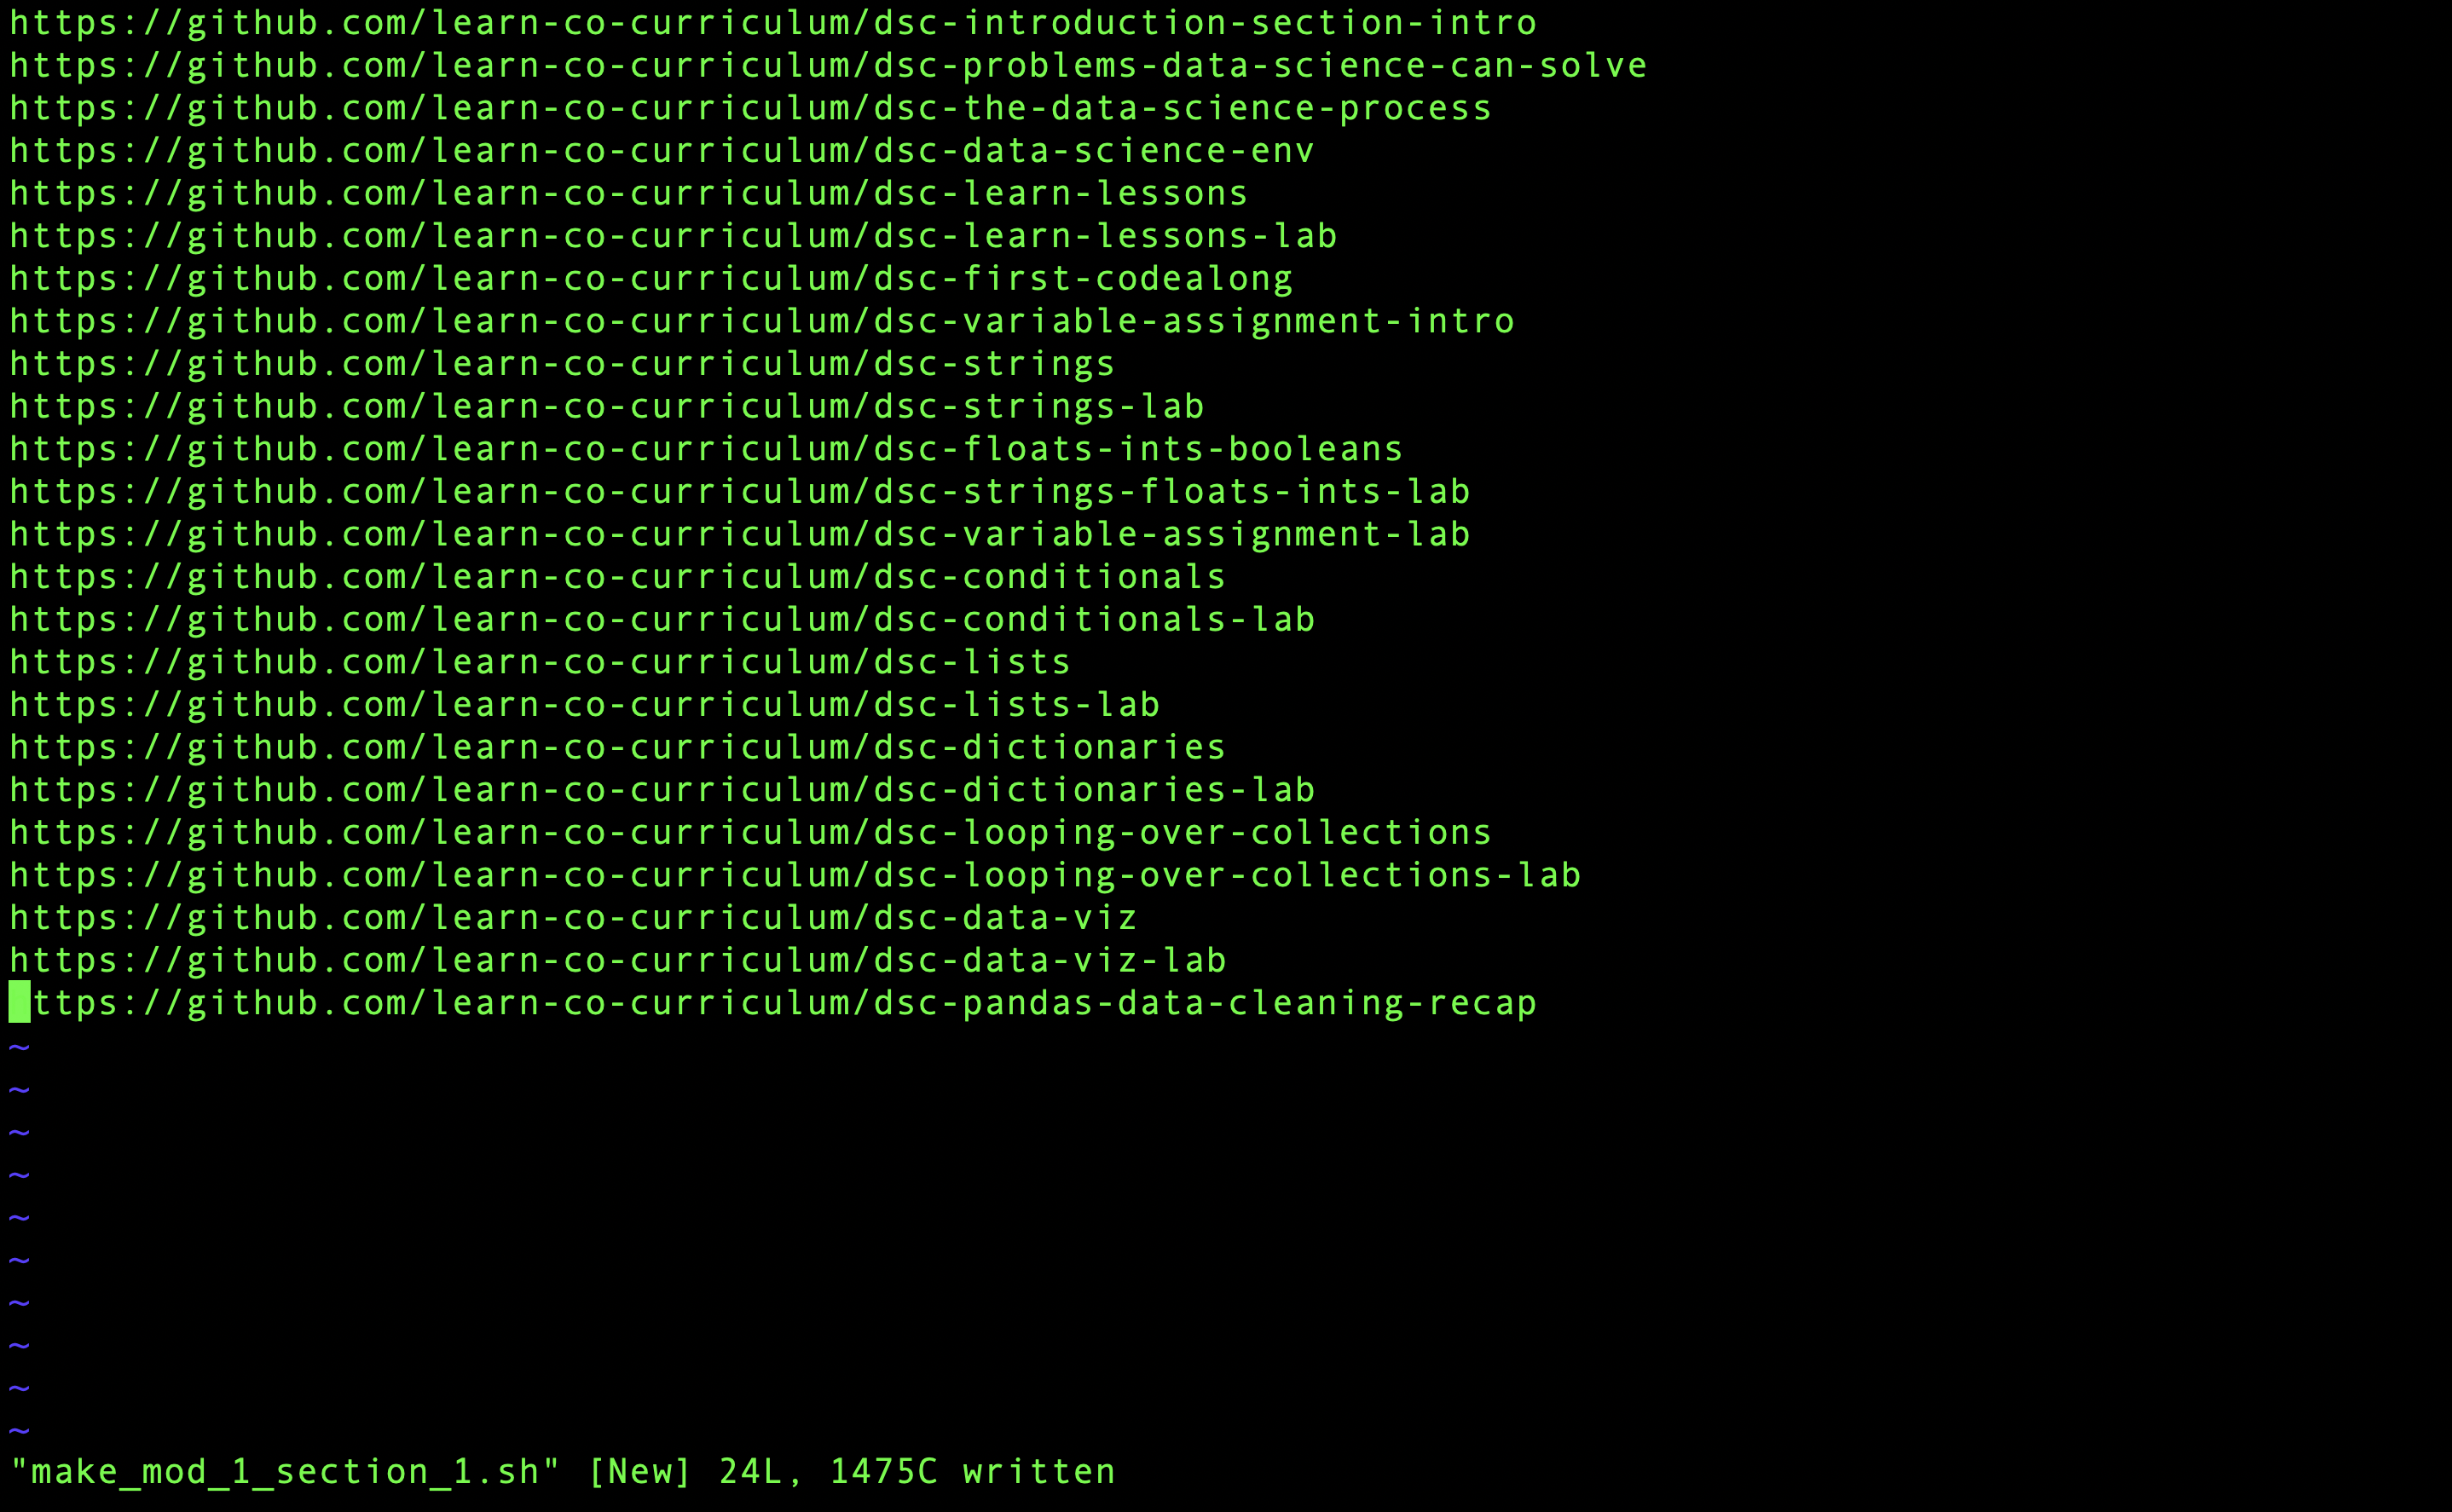 https://github.com/learn-co-curriculum/dsc-introduction-section-intro
https://github.com/learn-co-curriculum/dsc-problems-data-science-can-solve
https://github.com/learn-co-curriculum/dsc-the-data-science-process
https://github.com/learn-co-curriculum/dsc-data-science-env
https://github.com/learn-co-curriculum/dsc-learn-lessons
https://github.com/learn-co-curriculum/dsc-learn-lessons-lab
https://github.com/learn-co-curriculum/dsc-first-codealong
https://github.com/learn-co-curriculum/dsc-variable-assignment-intro
https://github.com/learn-co-curriculum/dsc-strings
https://github.com/learn-co-curriculum/dsc-strings-lab
https://github.com/learn-co-curriculum/dsc-floats-ints-booleans
https://github.com/learn-co-curriculum/dsc-strings-floats-ints-lab
https://github.com/learn-co-curriculum/dsc-variable-assignment-lab
https://github.com/learn-co-curriculum/dsc-conditionals
https://github.com/learn-co-curriculum/dsc-conditionals-lab
https://github.com/learn-co-curriculum/dsc-lists
https://github.com/learn-co-curriculum/dsc-lists-lab
https://github.com/learn-co-curriculum/dsc-dictionaries
https://github.com/learn-co-curriculum/dsc-dictionaries-lab
https://github.com/learn-co-curriculum/dsc-looping-over-collections
https://github.com/learn-co-curriculum/dsc-looping-over-collections-lab
https://github.com/learn-co-curriculum/dsc-data-viz
https://github.com/learn-co-curriculum/dsc-data-viz-lab
ttps://github.com/learn-co-curriculum/dsc-pandas-data-cleaning-recap
~
~
~
~
~
~
~
~
~
~
"make_mod_1_section_1.sh" [New] 24L, 1475C written